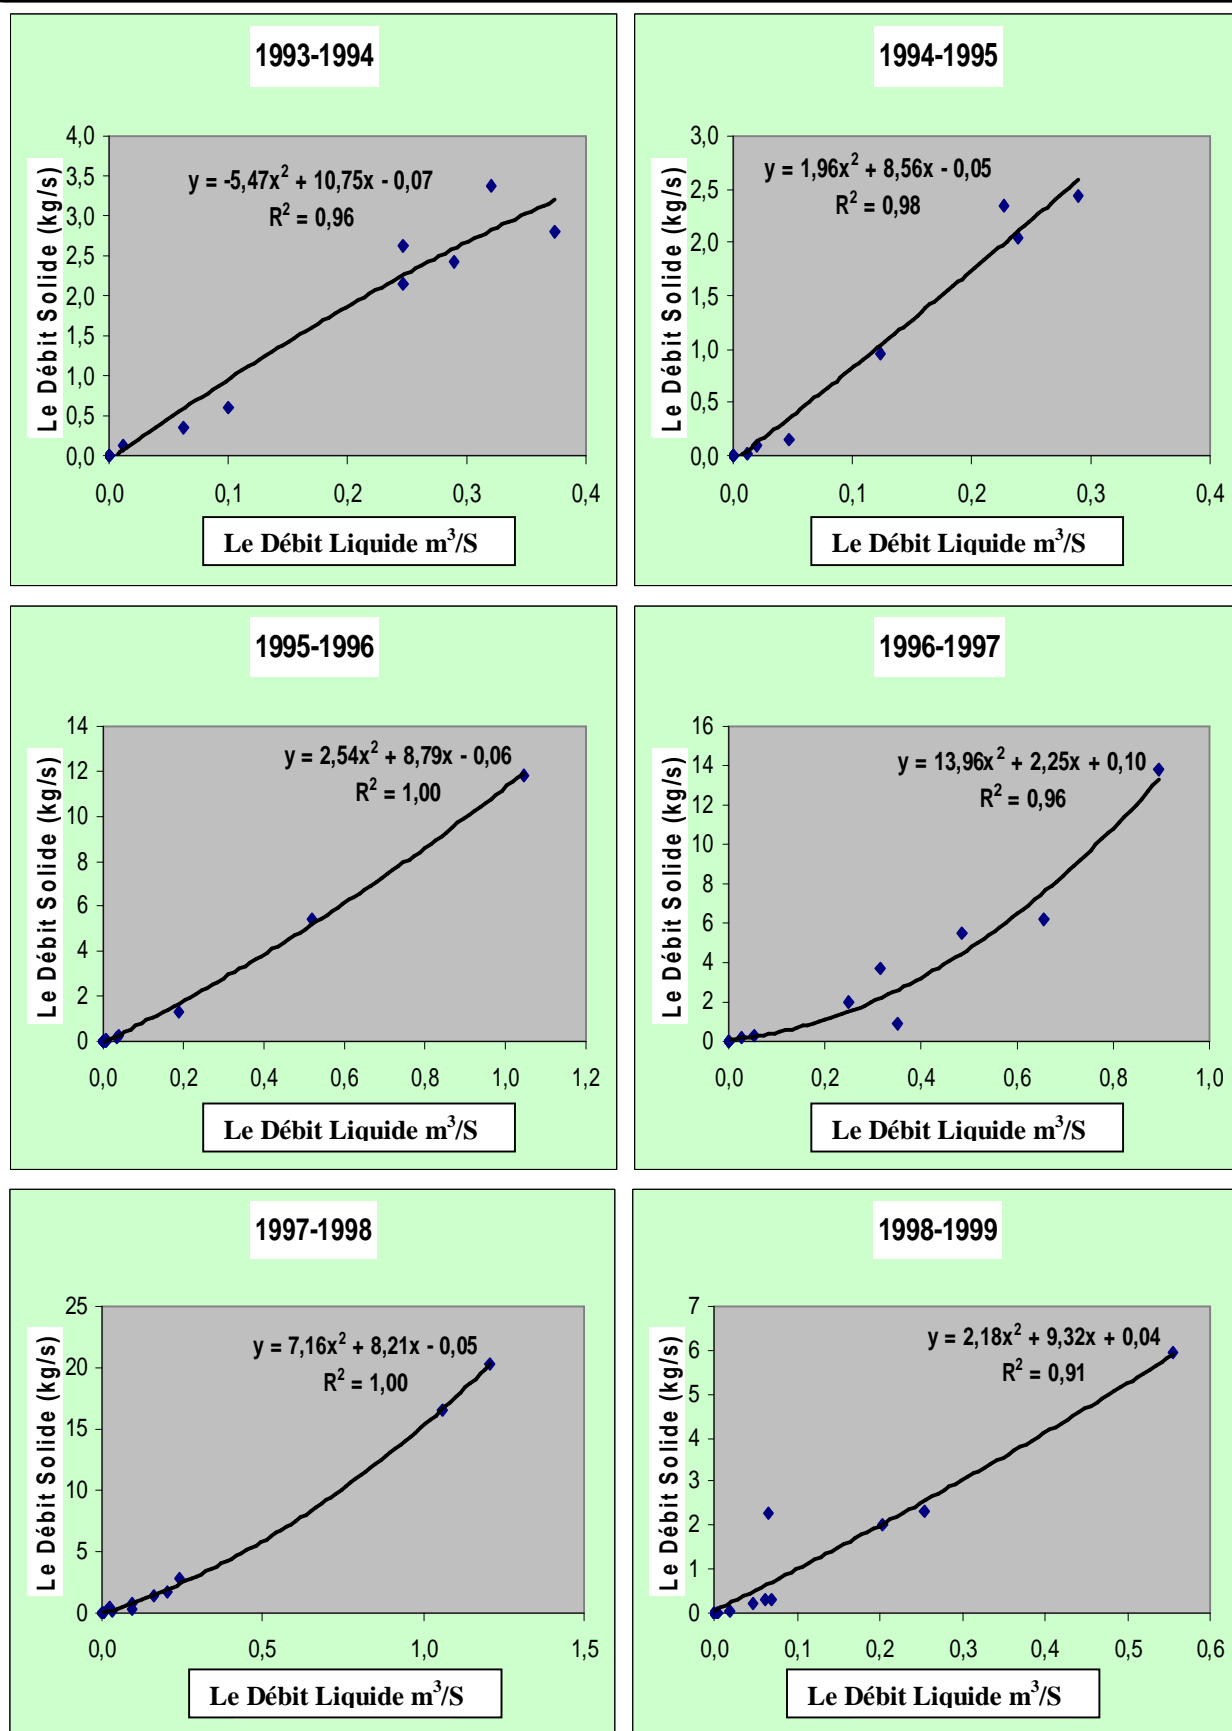 1993-1994
y = -5,47x² + 10,75x - 0,07
R² = 0,96
Le Débit Solide (kg/s)
4,0
3,5
3,0
2,5
2,0
1,5
1,0
0,5
0,0
0,0 0,1 0,2 0,3 0,4
Le Débit Liquide m³/S
1994-1995
y = 1,96x² + 8,56x - 0,05
R² = 0,98
Le Débit Solide (kg/s)
3,0
2,5
2,0
1,5
1,0
0,5
0,0
0,0 0,1 0,2 0,3 0,4
Le Débit Liquide m³/S
1995-1996
y = 2,54x² + 8,79x - 0,06
R² = 1,00
Le Débit Solide (kg/s)
14
12
10
8
6
4
2
0
0,0 0,2 0,4 0,6 0,8 1,0 1,2
Le Débit Liquide m³/S
1996-1997
y = 13,96x² + 2,25x + 0,10
R² = 0,96
Le Débit Solide (kg/s)
16
14
12
10
8
6
4
2
0
0,0 0,2 0,4 0,6 0,8 1,0
Le Débit Liquide m³/S
1997-1998
y = 7,16x² + 8,21x - 0,05
R² = 1,00
Le Débit Solide (kg/s)
25
20
15
10
5
0
0,0 0,5 1,0 1,5
Le Débit Liquide m³/S
1998-1999
y = 2,18x² + 9,32x + 0,04
R² = 0,91
Le Débit Solide (kg/s)
7
6
5
4
3
2
1
0
0,0 0,1 0,2 0,3 0,4 0,5 0,6
Le Débit Liquide m³/S